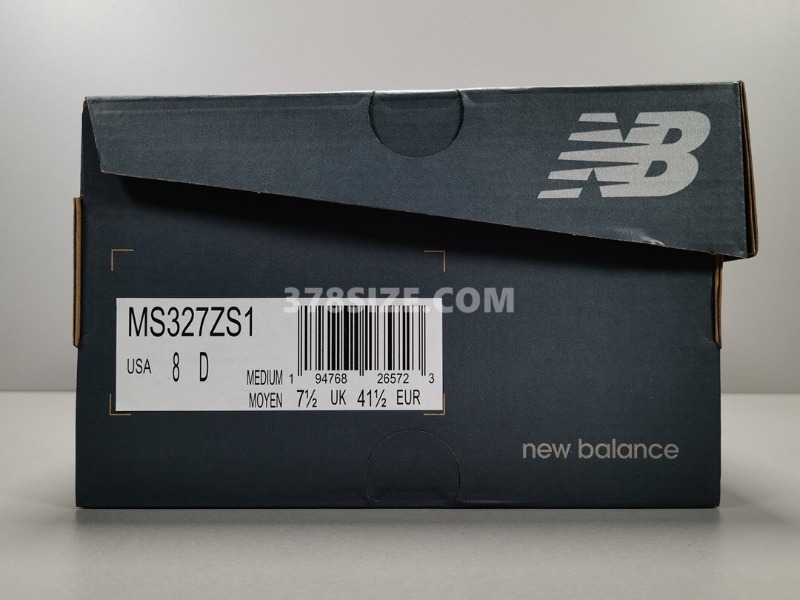 NB
378SIZE.COM
MS327ZS1
USA 8 D
MEDIUM 1 94768 26572 3
MOYEN 7½ UK 41½ EUR
new balance